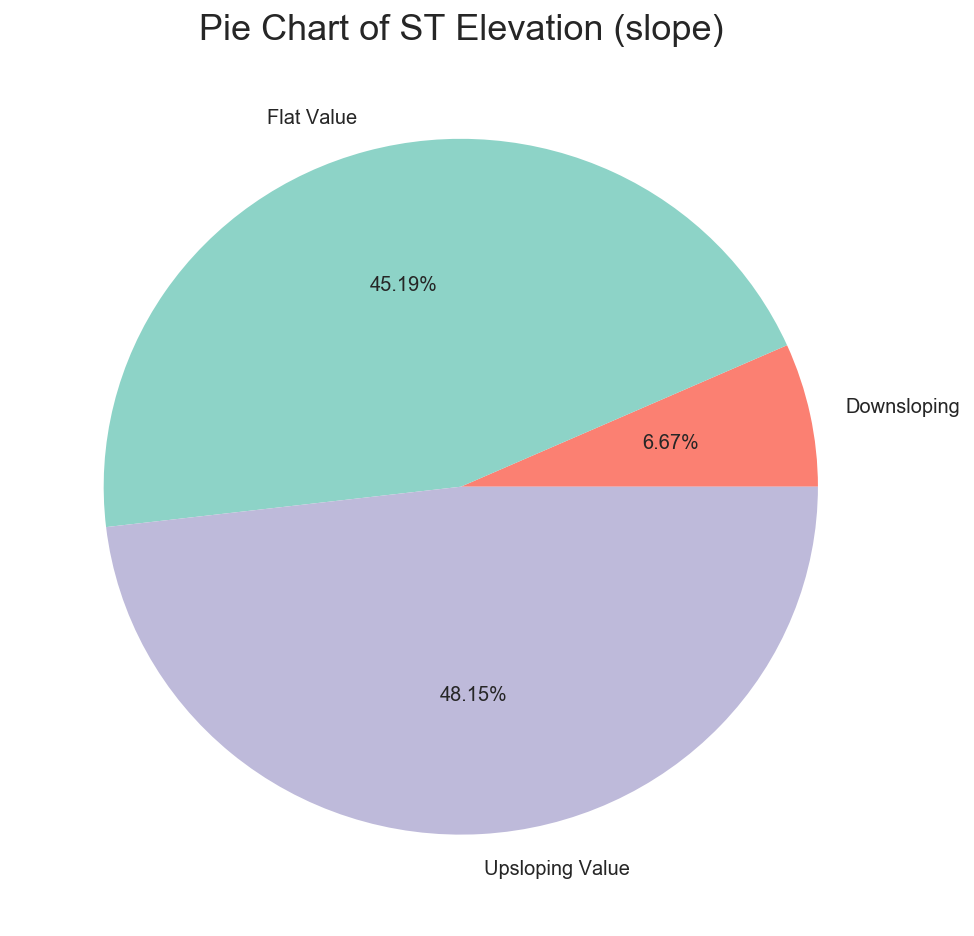 Pie Chart of ST Elevation (slope)
Flat Value
45.19%
Downsloping
6.67%
48.15%
Upsloping Value